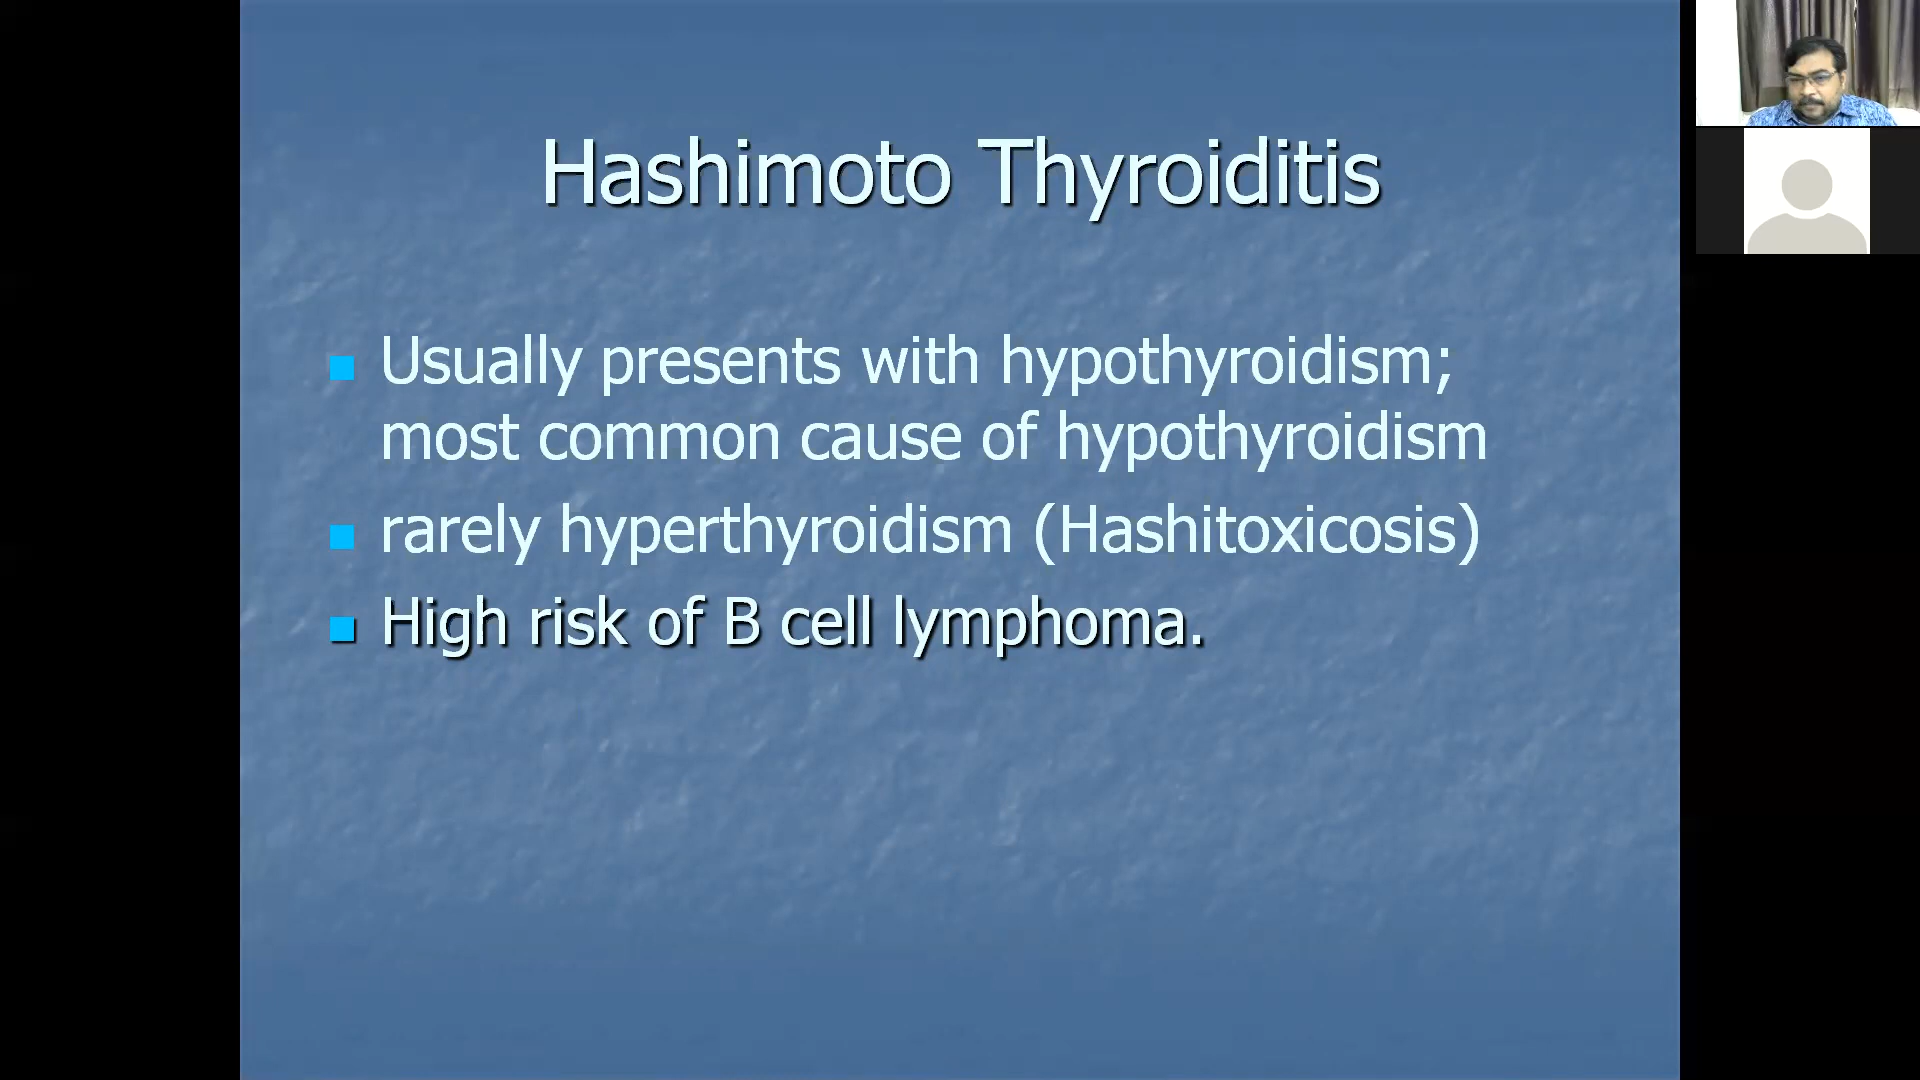 Hashimoto Thyroiditis
Usually presents with hypothyroidism;
most common cause of hypothyroidism
rarely hyperthyroidism (Hashitoxicosis)
High risk of B cell lymphoma.